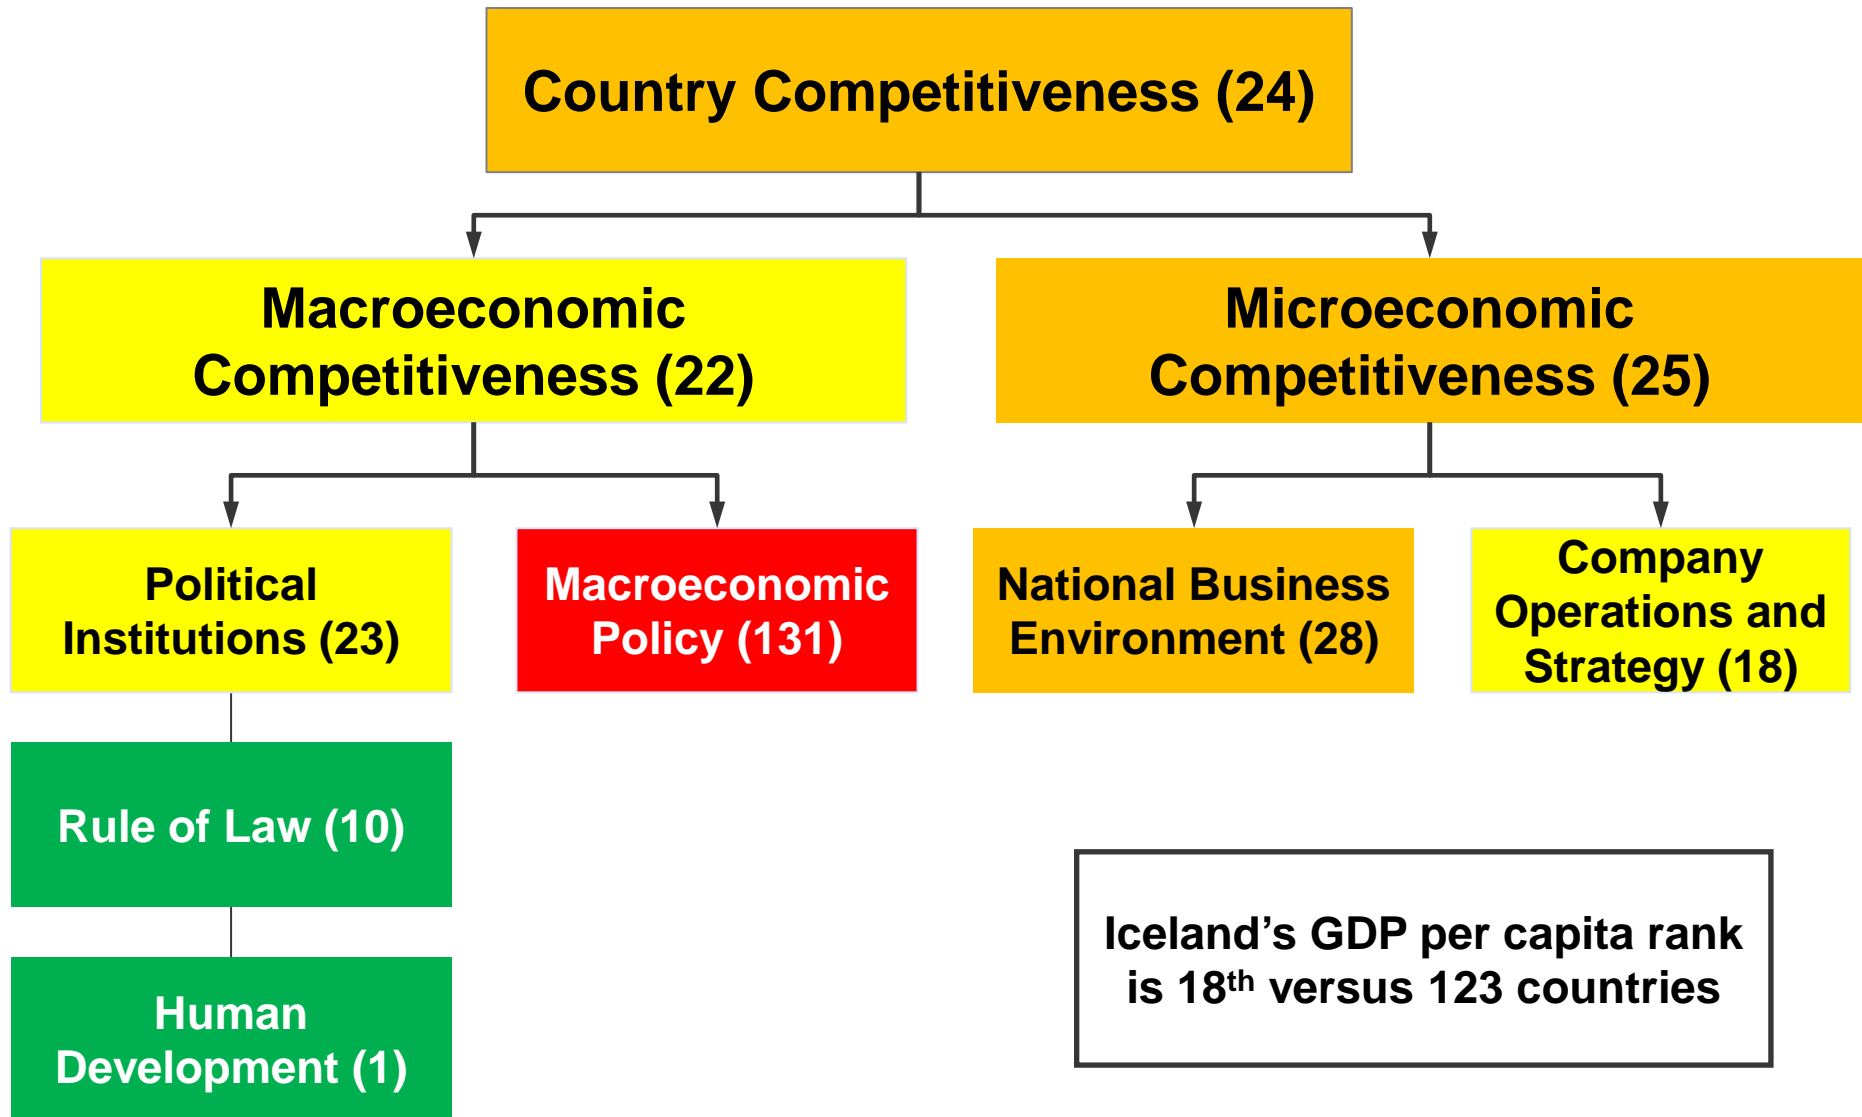 Country Competitiveness (24)
Macroeconomic
Competitiveness (22)
Microeconomic
Competitiveness (25)
Political
Institutions (23)
Macroeconomic
Policy (131)
National Business
Environment (28)
Company
Operations and
Strategy (18)
Rule of Law (10)
Human
Development (1)
Iceland’s GDP per capita rank
is 18th versus 123 countries